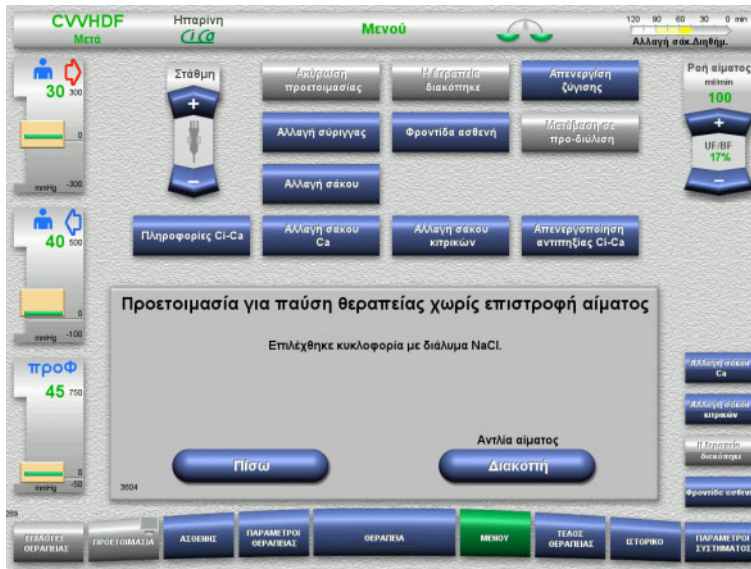 CVVHDF
Μετά
Ηπαρίνη
CiCa
Μενού
120 90 60 30 0 min
Αλλαγή σάκ.Διηθήμ.
30 300
0
mmHg -300
40 500
0
mmHg -100
προΦ
45 750
0
mmHg -50
Στάθμη
Ακύρωση
προετοιμασίας
Η θεραπεία
διακόπηκε
Απενεργ/ση
ζύγισης
Αλλαγή σύριγγας
Φροντίδα ασθενή
Μετάβαση σε
προ-διύλιση
Αλλαγή σάκου
Πληροφορίες Ci-Ca
Αλλαγή σάκου
Ca
Αλλαγή σάκου
κιτρικών
Απενεργοποίηση
αντιπηξίας Ci-Ca
Ροή αίματος
ml/min
100
UF/BF
17%
Προετοιμασία για παύση θεραπείας χωρίς επιστροφή αίματος
Επιλέχθηκε κυκλοφορία με διάλυμα NaCl.
Αντλία αίματος
Πίσω
Διακοπή
3604
Αλλαγή σάκου
Ca
Αλλαγή σάκου
κιτρικών
Η θεραπεία
διακόπηκε
Φροντίδα ασθενή
ΕΠΙΛΟΓΕΣ
ΘΕΡΑΠΕΙΑΣ
ΠΡΟΕΤΟΙΜΑΣΙΑ
ΑΣΘΕΝΗΣ
ΠΑΡΑΜΕΤΡΟΙ
ΘΕΡΑΠΕΙΑΣ
ΘΕΡΑΠΕΙΑ
ΜΕΝΟΥ
ΤΕΛΟΣ
ΘΕΡΑΠΕΙΑΣ
ΙΣΤΟΡΙΚΟ
ΠΑΡΑΜΕΤΡΟΙ
ΣΥΣΤΗΜΑΤΟΣ